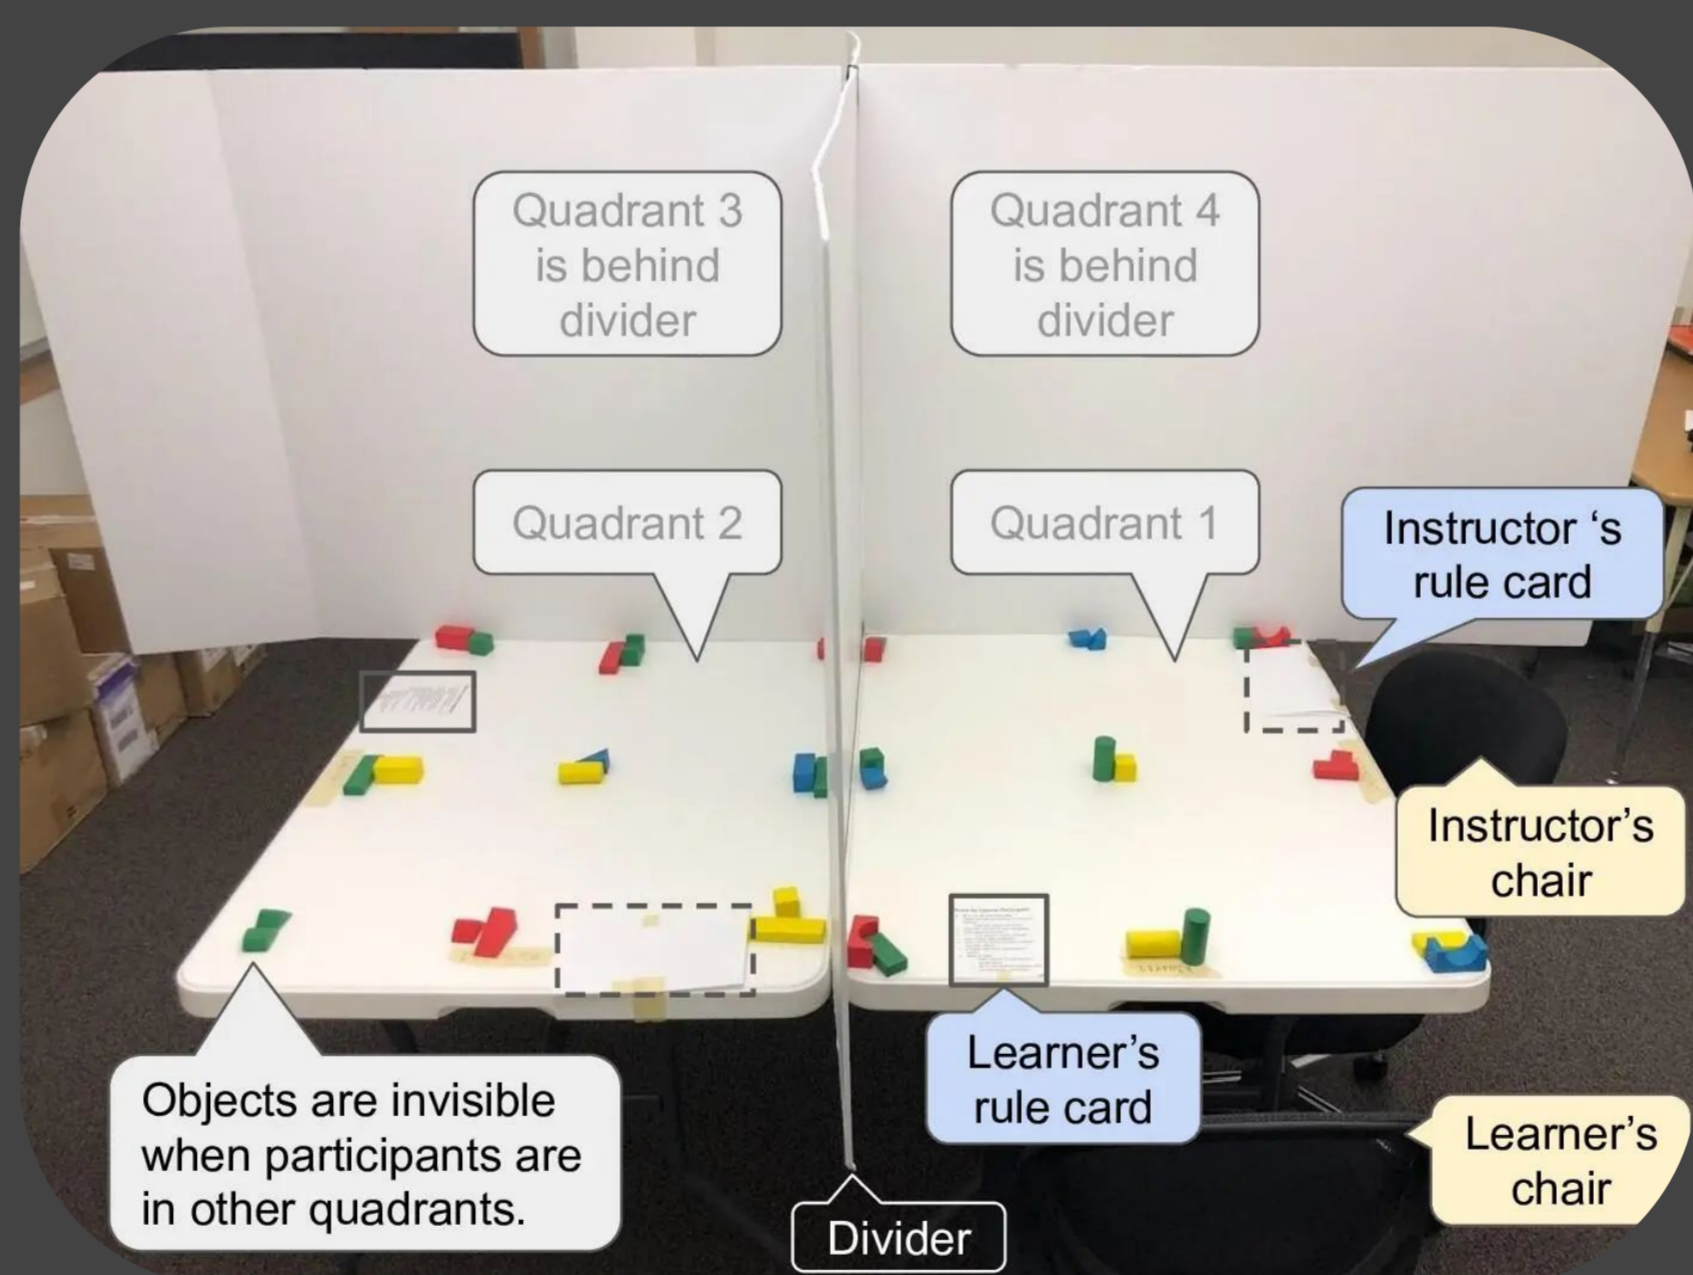 Quadrant 3
is behind
divider
Quadrant 4
is behind
divider
Quadrant 2
Quadrant 1
Instructor ‘s
rule card
Instructor’s
chair
Learner’s
rule card
Learner’s
chair
Objects are invisible
when participants are
in other quadrants.
Divider